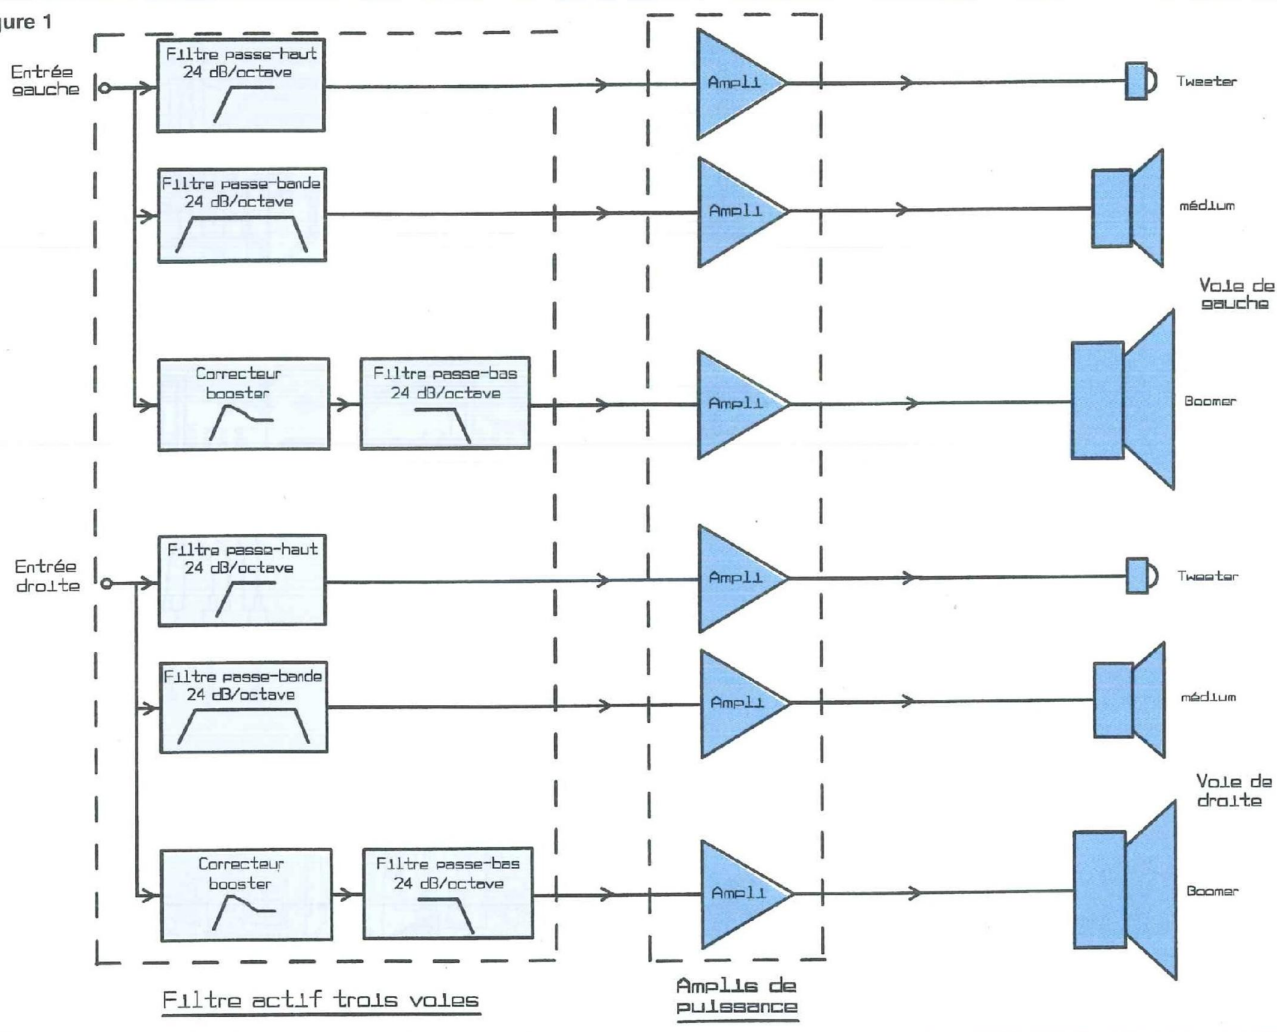 gure 1
Entrée
gauche
Filtre passe-haut
24 dB/octave
Ampli
Tweeter
Filtre passe-bande
24 dB/octave
Ampli
médium
Voie de
gauche
Correcteur
booster
Filtre passe-bas
24 dB/octave
Ampli
Boomer
Entrée
droite
Filtre passe-haut
24 dB/octave
Ampli
Tweeter
Filtre passe-bande
24 dB/octave
Ampli
médium
Voie de
droite
Correcteur
booster
Filtre passe-bas
24 dB/octave
Ampli
Boomer
Filtre actif trois voies
Amplis de
puissance